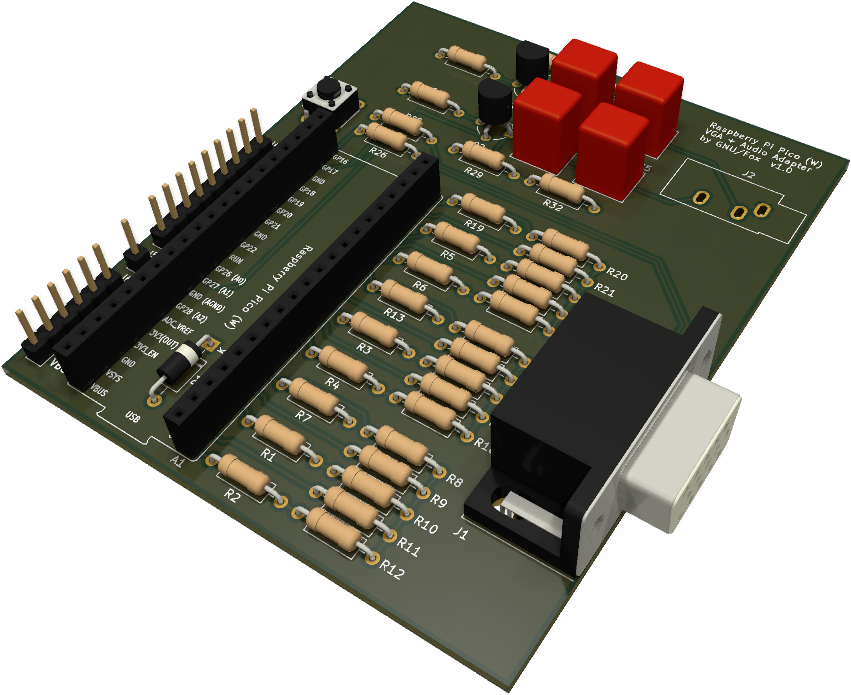 Raspberry Pi Pico (W)
VGA + Audio Adapter
by GNU/Fox v1.0
J2
R26
R29
R32
R19
R5
R6
R13
R3
R4
R7
R1
R2
R20
R21
R8
R9
R10
R11
R12
J1
A1
GP16
GP17
GND
GP18
GP19
GP20
GP21
GND
GP22
RUN
GP26 (A0)
GP27 (A1)
GND (AGND)
GP28 (A2)
ADC_VREF
3V3(OUT)
3V3_EN
GND
VSYS
VBUS
USB
Raspberry Pi Pico (W)
K